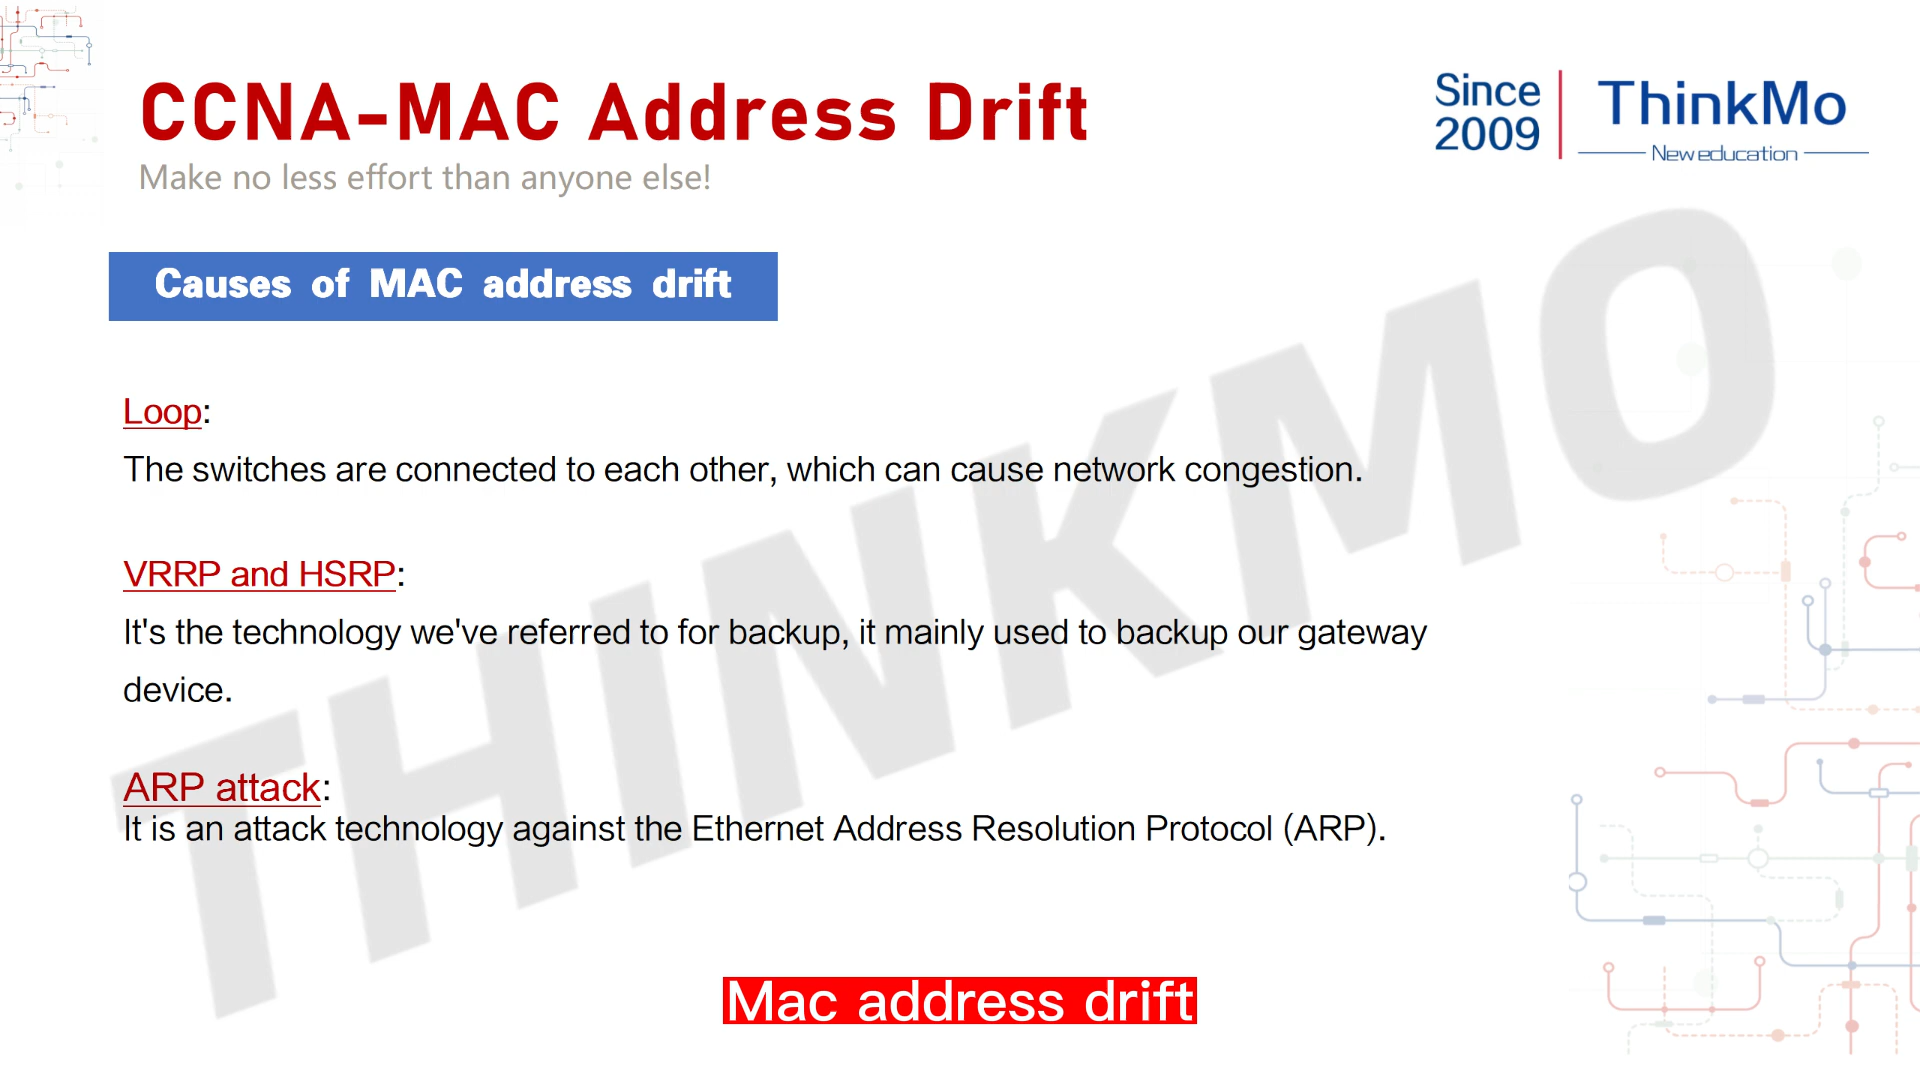 CCNA-MAC Address Drift
Make no less effort than anyone else!
Since
2009
ThinkMo
New education
Causes of MAC address drift
Loop:
The switches are connected to each other, which can cause network congestion.
VRRP and HSRP:
It's the technology we've referred to for backup, it mainly used to backup our gateway
device.
ARP attack:
It is an attack technology against the Ethernet Address Resolution Protocol (ARP).
THINKMO
Mac address drift